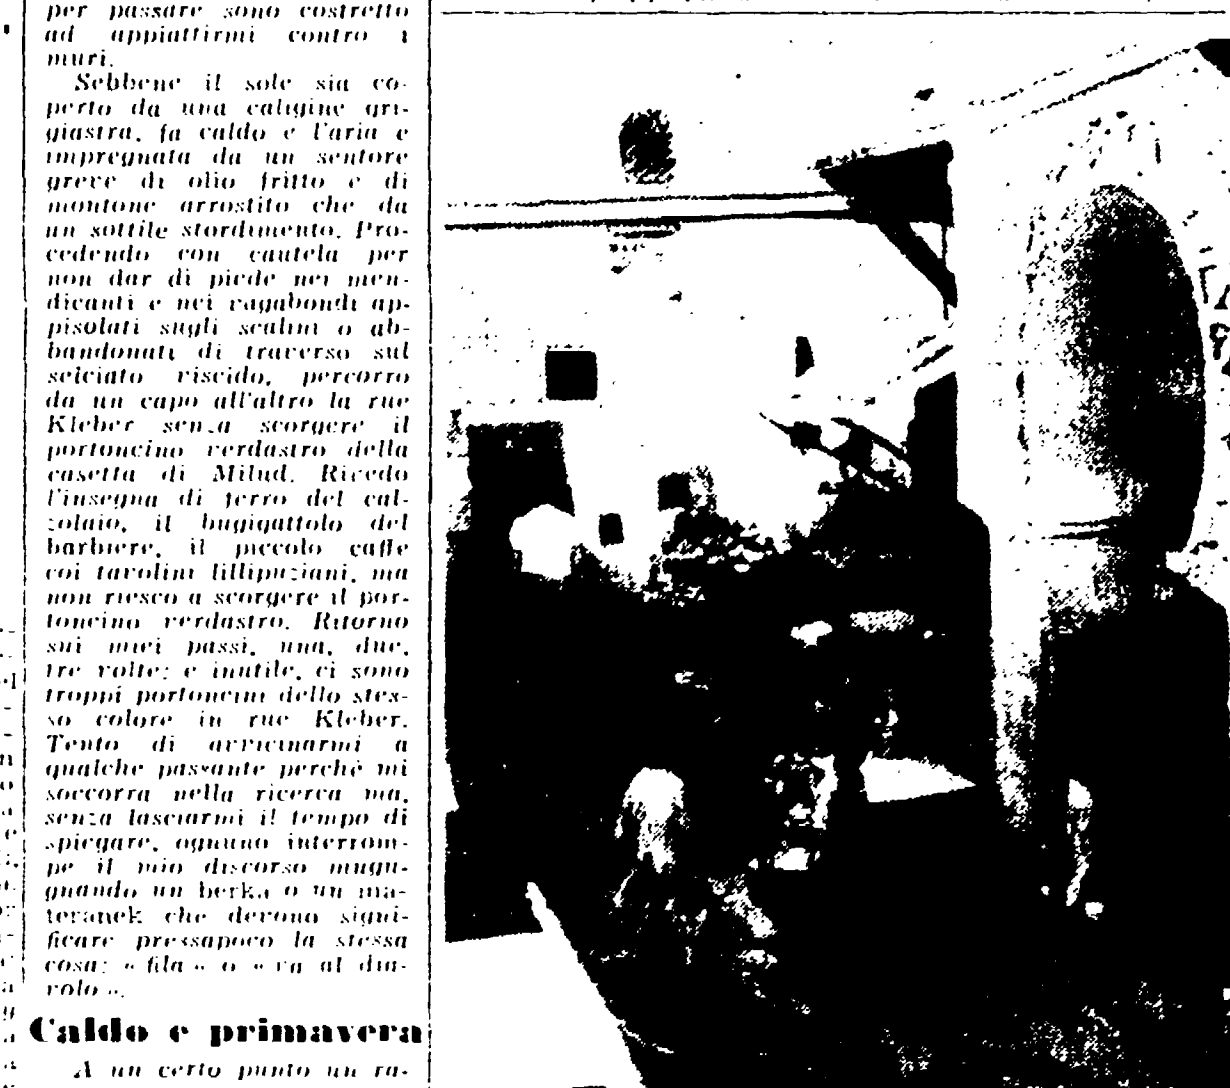 per passare sono costretto
ad appiattirmi contro i
muri.
Sebbene il sole sia co-
perto da una caligine gri-
giastra, fa caldo e l'aria è
impregnata da un sentore
greve di olio fritto e di
montone arrostito che dà
un sottile stordimento. Pro-
cedendo con cautela per
non dar di piede nei men-
dicanti e nei vagabondi ap-
pisolati sugli scalini o ab-
bandonati di traverso sul
selciato viscido, percorro
da un capo all'altro la rue
Kleber senza scorgere il
portoncino verdastro della
casetta di Milud. Rivedo
l'insegna di ferro del cal-
zolaio, il bugigattolo del
barbiere, il piccolo caffè
coi tavolini lillipuziani, ma
non riesco a scorgere il por-
toncino verdastro. Ritorno
sui miei passi, una, due,
tre volte: è inutile, ci sono
troppi portoncini dello stes-
so colore in rue Kleber.
Tento di avvicinarmi a
qualche passante perchè mi
soccorra nella ricerca ma,
senza lasciarmi il tempo di
spiegare, ognuno interrom-
pe il mio discorso mugu-
gnando un berka o un ma-
teranek che devono signi-
ficare pressapoco la stessa
cosa: « fila » o « va al dia-
volo ».
Caldo e primavera
A un certo punto un ra-